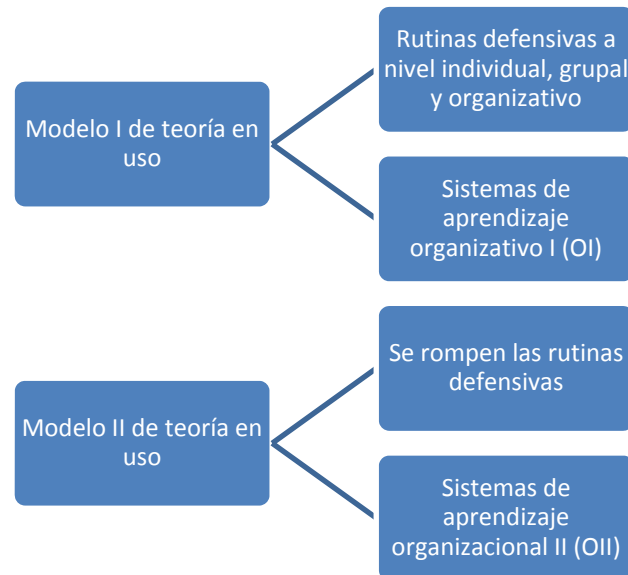 Rutinas defensivas a
nivel individual, grupal
y organizativo
Modelo I de teoría en
uso
Sistemas de
aprendizaje
organizativo I (OI)
Se rompen las rutinas
defensivas
Modelo II de teoría en
uso
Sistemas de
aprendizaje
organizacional II (OII)